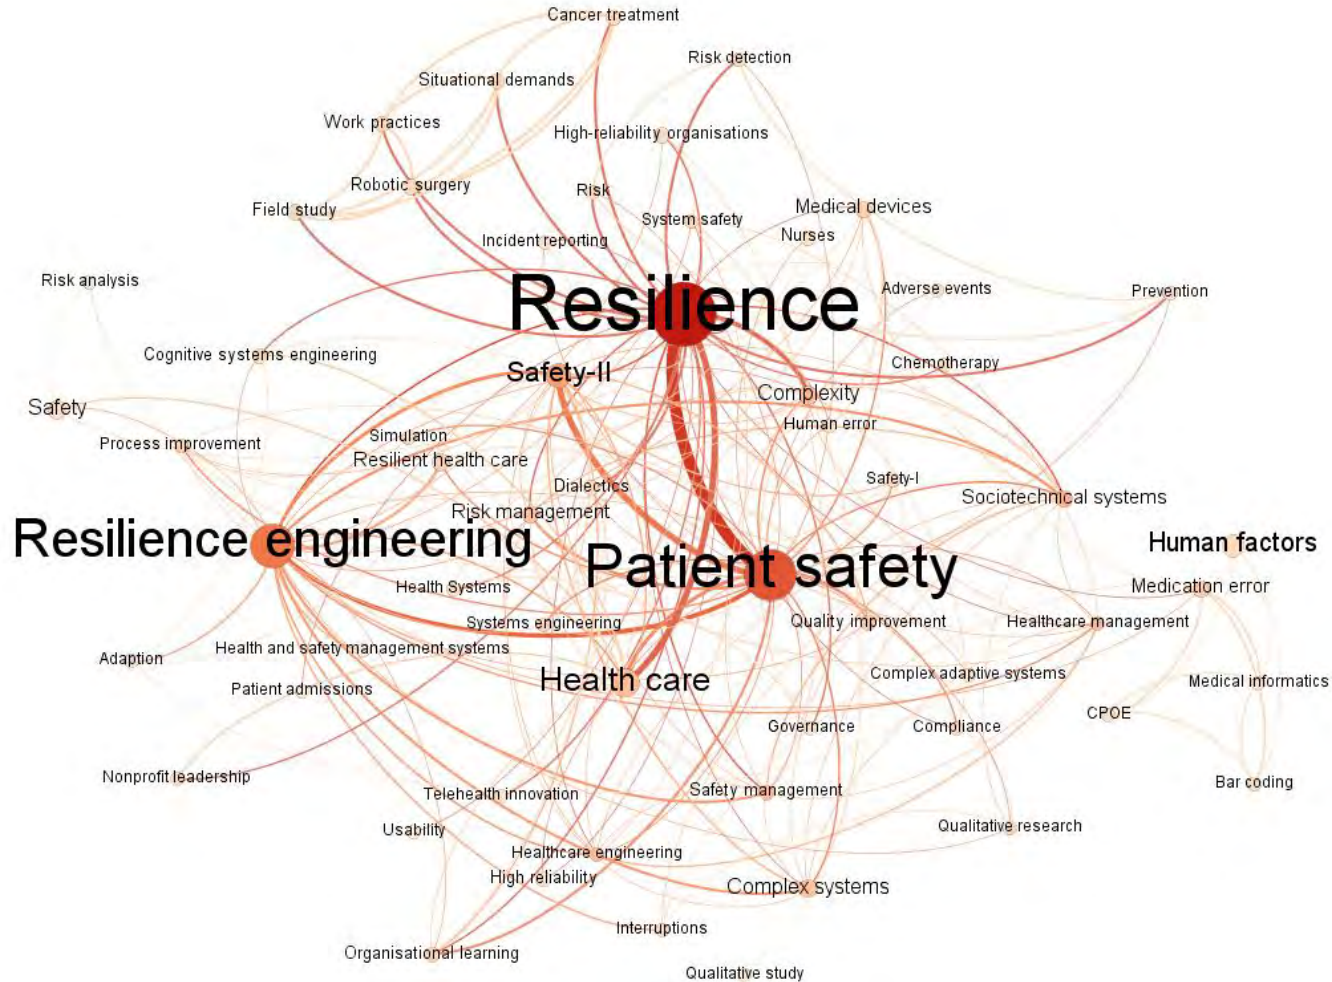 Cancer treatment
Risk detection
Situational demands
Work practices
High-reliability organisations
Robotic surgery
Risk
Field study
Medical devices
System safety
Nurses
Incident reporting
Risk analysis
Adverse events
Prevention
Resilience
Cognitive systems engineering
Chemotherapy
Safety-II
Complexity
Safety
Human error
Simulation
Process improvement
Resilient health care
Safety-I
Dialectics
Sociotechnical systems
Risk management
Resilience engineering
Human factors
Patient safety
Health Systems
Medication error
Systems engineering
Quality improvement
Healthcare management
Health and safety management systems
Adaption
Complex adaptive systems
Health care
Medical informatics
Patient admissions
CPOE
Governance
Compliance
Nonprofit leadership
Bar coding
Telehealth innovation
Safety management
Usability
Qualitative research
Healthcare engineering
High reliability
Complex systems
Interruptions
Organisational learning
Qualitative study